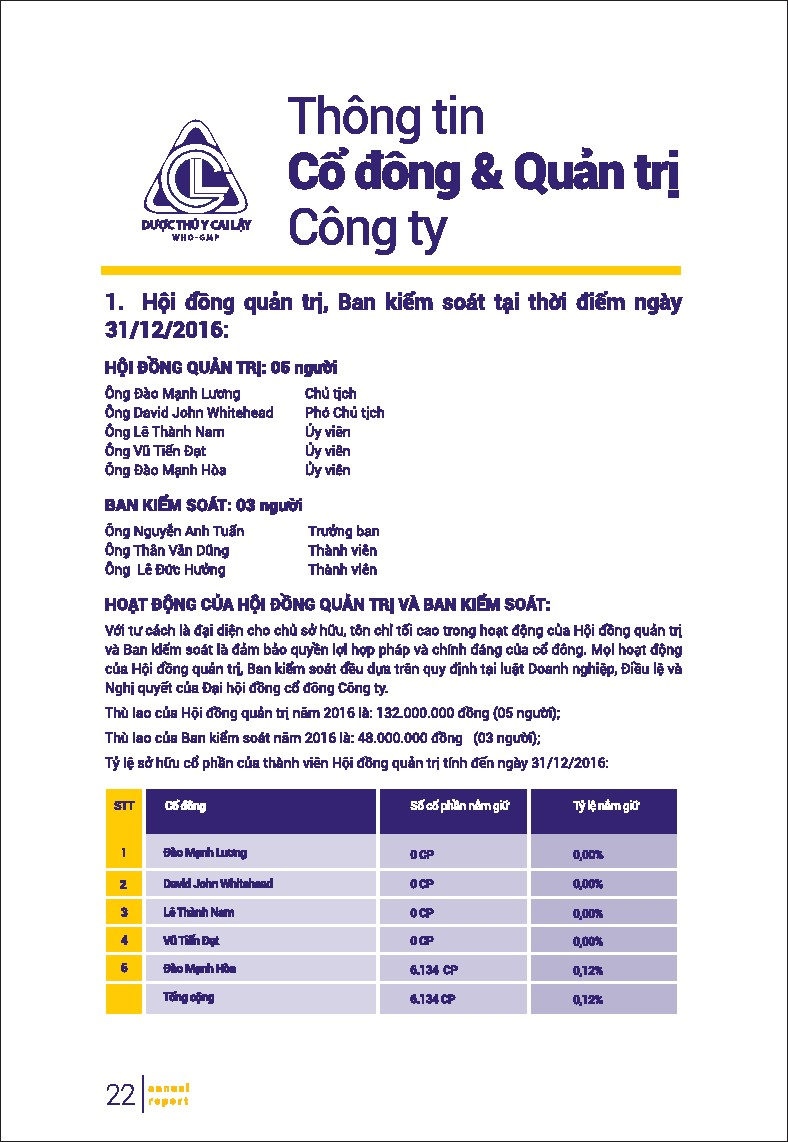 DƯỢC THÚ Y CAI LẬY
WHO-GMP
Thông tin
Cổ đông & Quản trị
Công ty
1. Hội đồng quản trị, Ban kiểm soát tại thời điểm ngày
31/12/2016:
HỘI ĐỒNG QUẢN TRỊ: 05 người
Ông Đào Mạnh Lương Chủ tịch
Ông David John Whitehead Phó Chủ tịch
Ông Lê Thành Nam Ủy viên
Ông Vũ Tiến Đạt Ủy viên
Ông Đào Mạnh Hòa Ủy viên
BAN KIỂM SOÁT: 03 người
Ông Nguyễn Anh Tuấn Trưởng ban
Ông Thân Văn Dũng Thành viên
Ông Lê Đức Hưởng Thành viên
HOẠT ĐỘNG CỦA HỘI ĐỒNG QUẢN TRỊ VÀ BAN KIỂM SOÁT:
Với tư cách là đại diện cho chủ sở hữu, tôn chỉ tối cao trong hoạt động của Hội đồng quản trị
và Ban kiểm soát là đảm bảo quyền lợi hợp pháp và chính đáng của cổ đông. Mọi hoạt động
của Hội đồng quản trị, Ban kiểm soát đều dựa trên quy định tại luật Doanh nghiệp, Điều lệ và
Nghị quyết của Đại hội đồng cổ đông Công ty.
Thù lao của Hội đồng quản trị năm 2016 là: 132.000.000 đồng (05 người);
Thù lao của Ban kiểm soát năm 2016 là: 48.000.000 đồng (03 người);
Tỷ lệ sở hữu cổ phần của thành viên Hội đồng quản trị tính đến ngày 31/12/2016:
STT Cổ đông Số cổ phần nắm giữ Tỷ lệ nắm giữ
1 Đào Mạnh Lương 0 CP 0,00%
2 David John Whitehead 0 CP 0,00%
3 Lê Thành Nam 0 CP 0,00%
4 Vũ Tiến Đạt 0 CP 0,00%
5 Đào Mạnh Hòa 6.134 CP 0,12%
Tổng cộng 6.134 CP 0,12%
22 annual
report